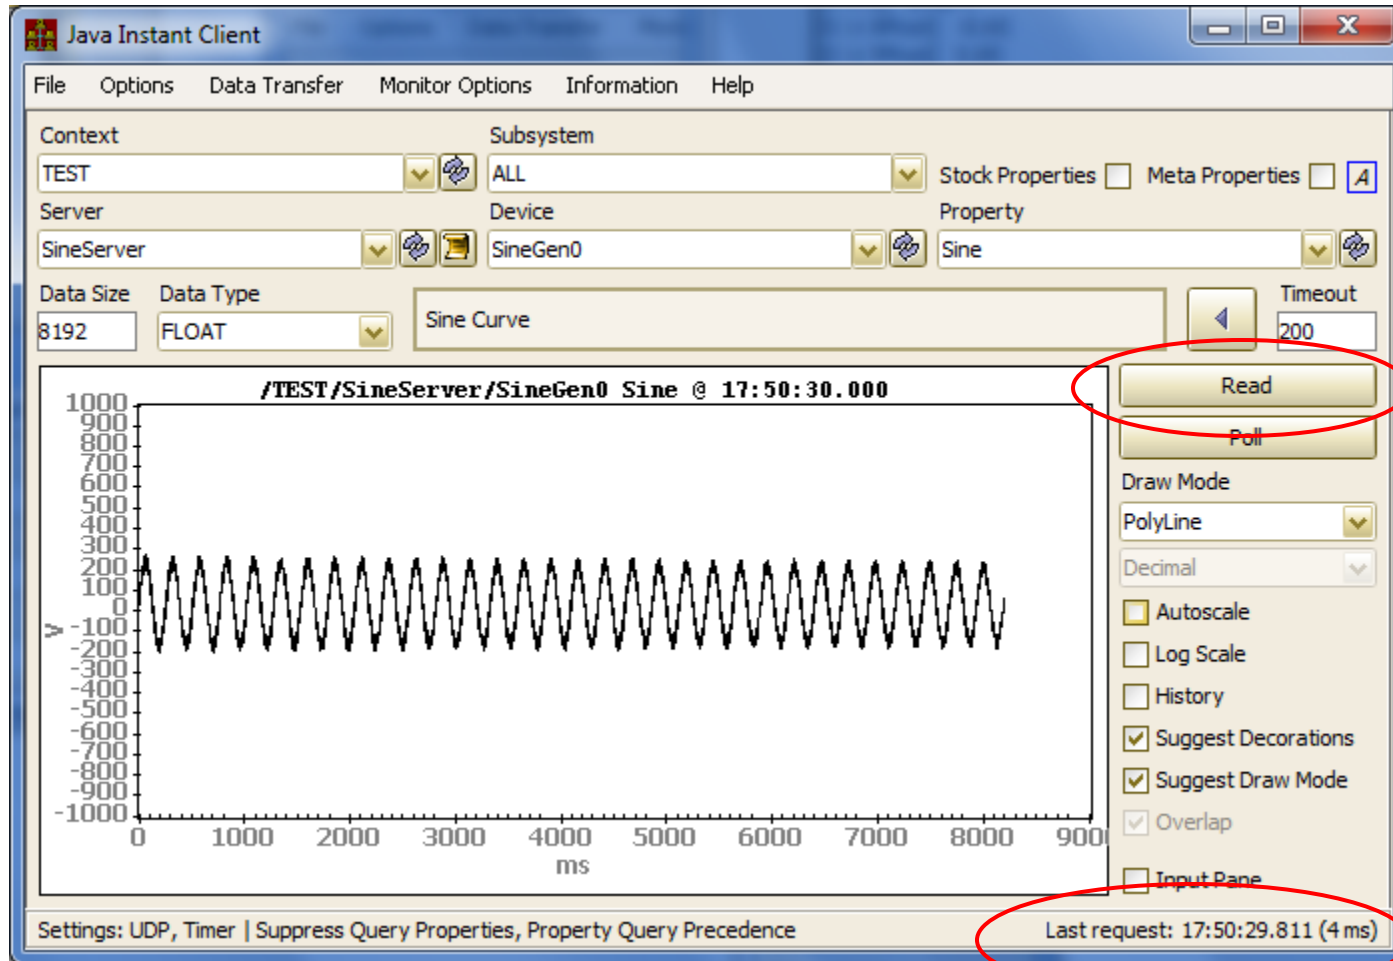 Java Instant Client
File Options Data Transfer Monitor Options Information Help
Context Subsystem
TEST ALL Stock Properties Meta Properties A
Server Device Property
SineServer SineGen0 Sine
Data Size Data Type Timeout
8192 FLOAT Sine Curve 200
/TEST/SineServer/SineGen0 Sine @ 17:50:30.000
Read
Poll
Draw Mode
PolyLine
Decimal
Autoscale
Log Scale
History
Suggest Decorations
Suggest Draw Mode
Overlap
Input Pane
1000
900
800
700
600
500
400
300
200
100
0
-100
-200
-300
-400
-500
-600
-700
-800
-900
-1000
V
0 1000 2000 3000 4000 5000 6000 7000 8000 900
ms
Settings: UDP, Timer | Suppress Query Properties, Property Query Precedence Last request: 17:50:29.811 (4 ms)